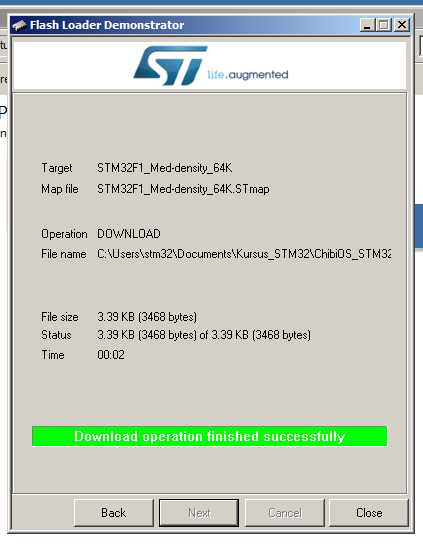 Flash Loader Demonstrator
ST life.augmented
Target STM32F1_Med-density_64K
Map file STM32F1_Med-density_64K.STmap
Operation DOWNLOAD
File name C:\Users\stm32\Documents\Kursus_STM32\ChibiOS_STM32
File size 3.39 KB (3468 bytes)
Status 3.39 KB (3468 bytes) of 3.39 KB (3468 bytes)
Time 00:02
Download operation finished successfully
Back Next Cancel Close